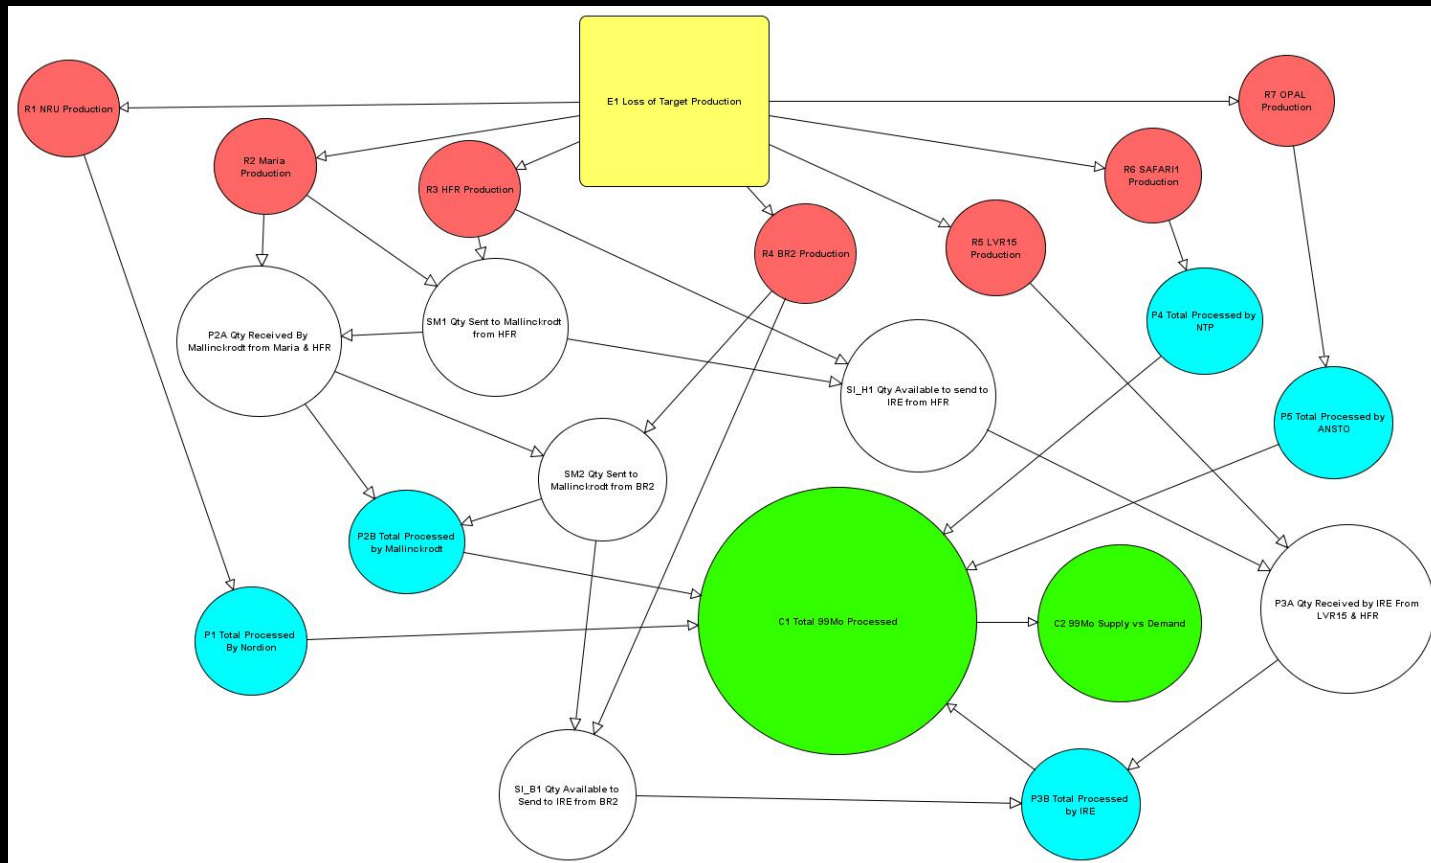 E1 Loss of Target Production
R1 NRU Production
R7 OPAL
Production
R2 Maria
Production
R3 HFR Production
R6 SAFARI1
Production
R4 BR2 Production
R5 LVR15
Production
P2A Qty Received By
Mallinckrodt from Maria & HFR
SM1 Qty Sent to Mallinckrodt
from HFR
P4 Total Processed by
NTP
SI_H1 Qty Available to send to
IRE from HFR
P5 Total Processed by
ANSTO
SM2 Qty Sent to
Mallinckrodt from BR2
P2B Total Processed
by Mallinckrodt
P1 Total Processed
By Nordion
C1 Total 99Mo Processed
C2 99Mo Supply vs Demand
P3A Qty Received by IRE From
LVR15 & HFR
SI_B1 Qty Available to
Send to IRE from BR2
P3B Total Processed
by IRE